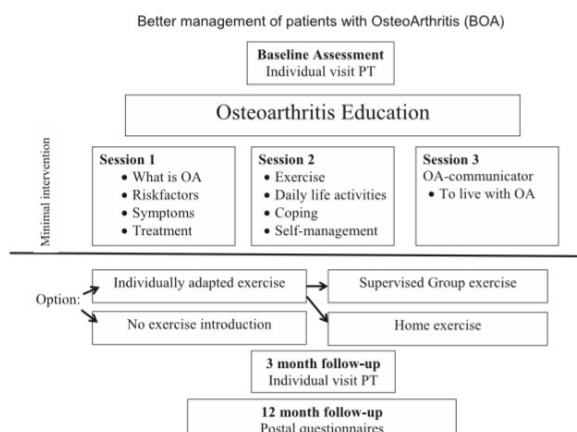 Better management of patients with OsteoArthritis (BOA)
Baseline Assessment
Individual visit PT
Osteoarthritis Education
Minimal intervention
Session 1
• What is OA
• Riskfactors
• Symptoms
• Treatment
Session 2
• Exercise
• Daily life activities
• Coping
• Self-management
Session 3
OA-communicator
• To live with OA
Option:
Individually adapted exercise
Supervised Group exercise
No exercise introduction
Home exercise
3 month follow-up
Individual visit PT
12 month follow-up
Postal questionnaires